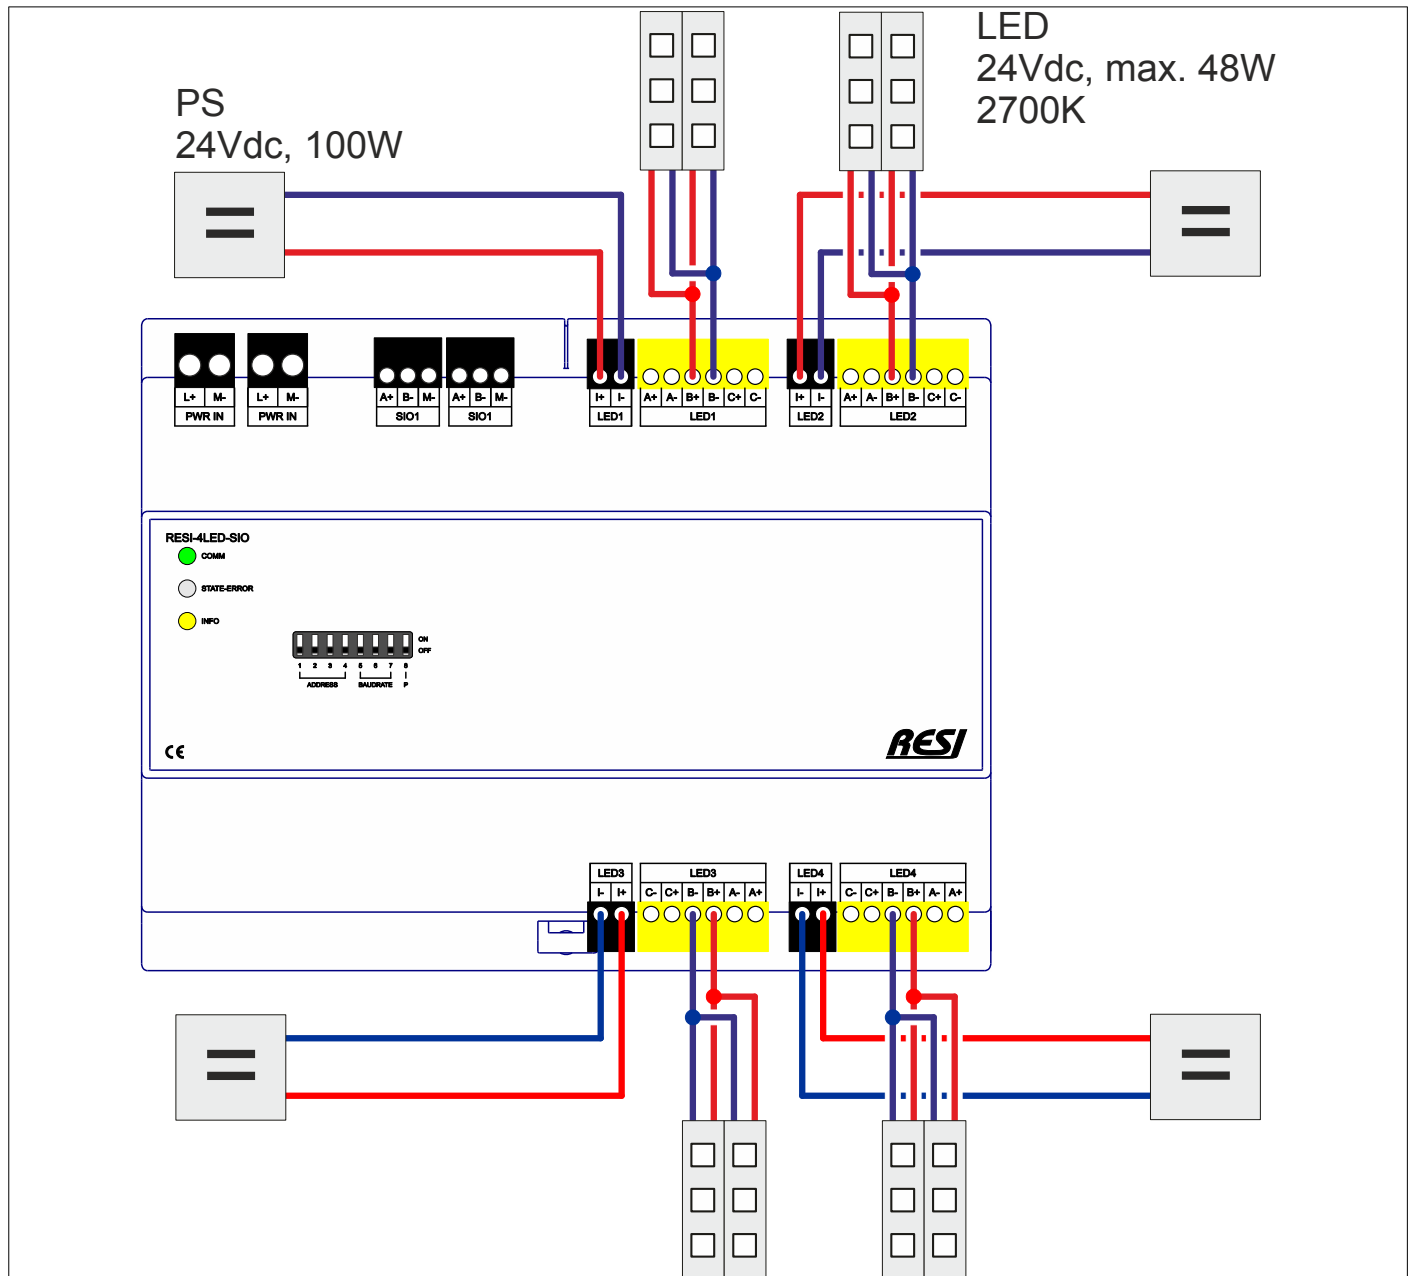 LED
24Vdc, max. 48W
2700K
PS
24Vdc, 100W
L+ M- L+ M- A+ B- M- A+ B- M- I+ I- A+ A- B+ B- C+ C- I+ I- A+ A- B+ B- C+ C-
PWR IN PWR IN SIO1 SIO1 LED1 LED1 LED2 LED2
RESI-4LED-SIO
COMM
STATE-ERROR
INFO
ON
OFF
1 2 3 4 5 6 7 8
ADDRESS BAUDRATE P
CE RESI
LED3 LED3 LED4 LED4
I- I+ C- C+ B- B+ A- A+ I- I+ C- C+ B- B+ A- A+